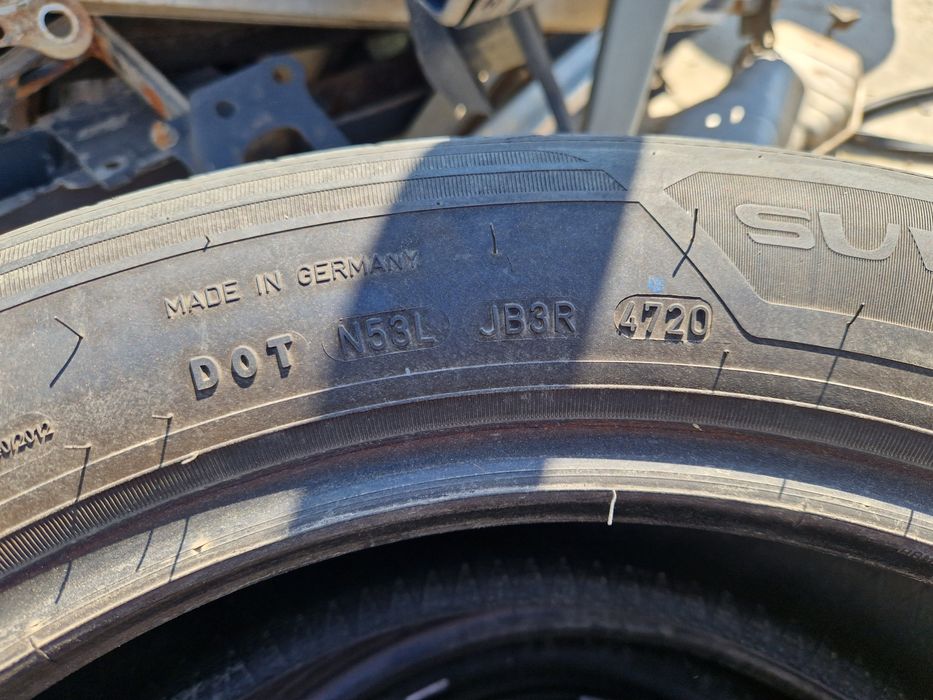 SUV
MADE IN GERMANY
DOT N53L JB3R 4720